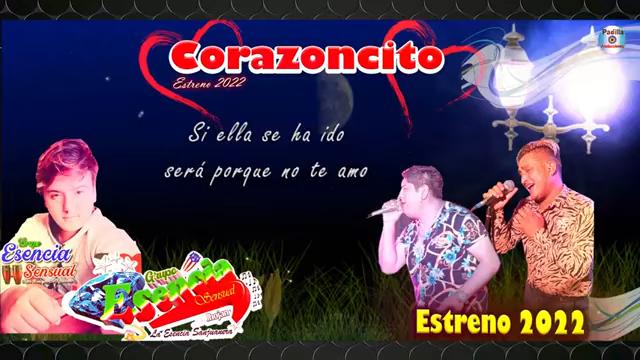 Corazoncito
Estreno 2022
Padilla
Producciones
Si ella se ha ido
será porque no te amo
Grupo
Esencia
Sensual
Grupo
Esencia
Sensual
"La Esencia Sanjuanera"
Estreno 2022